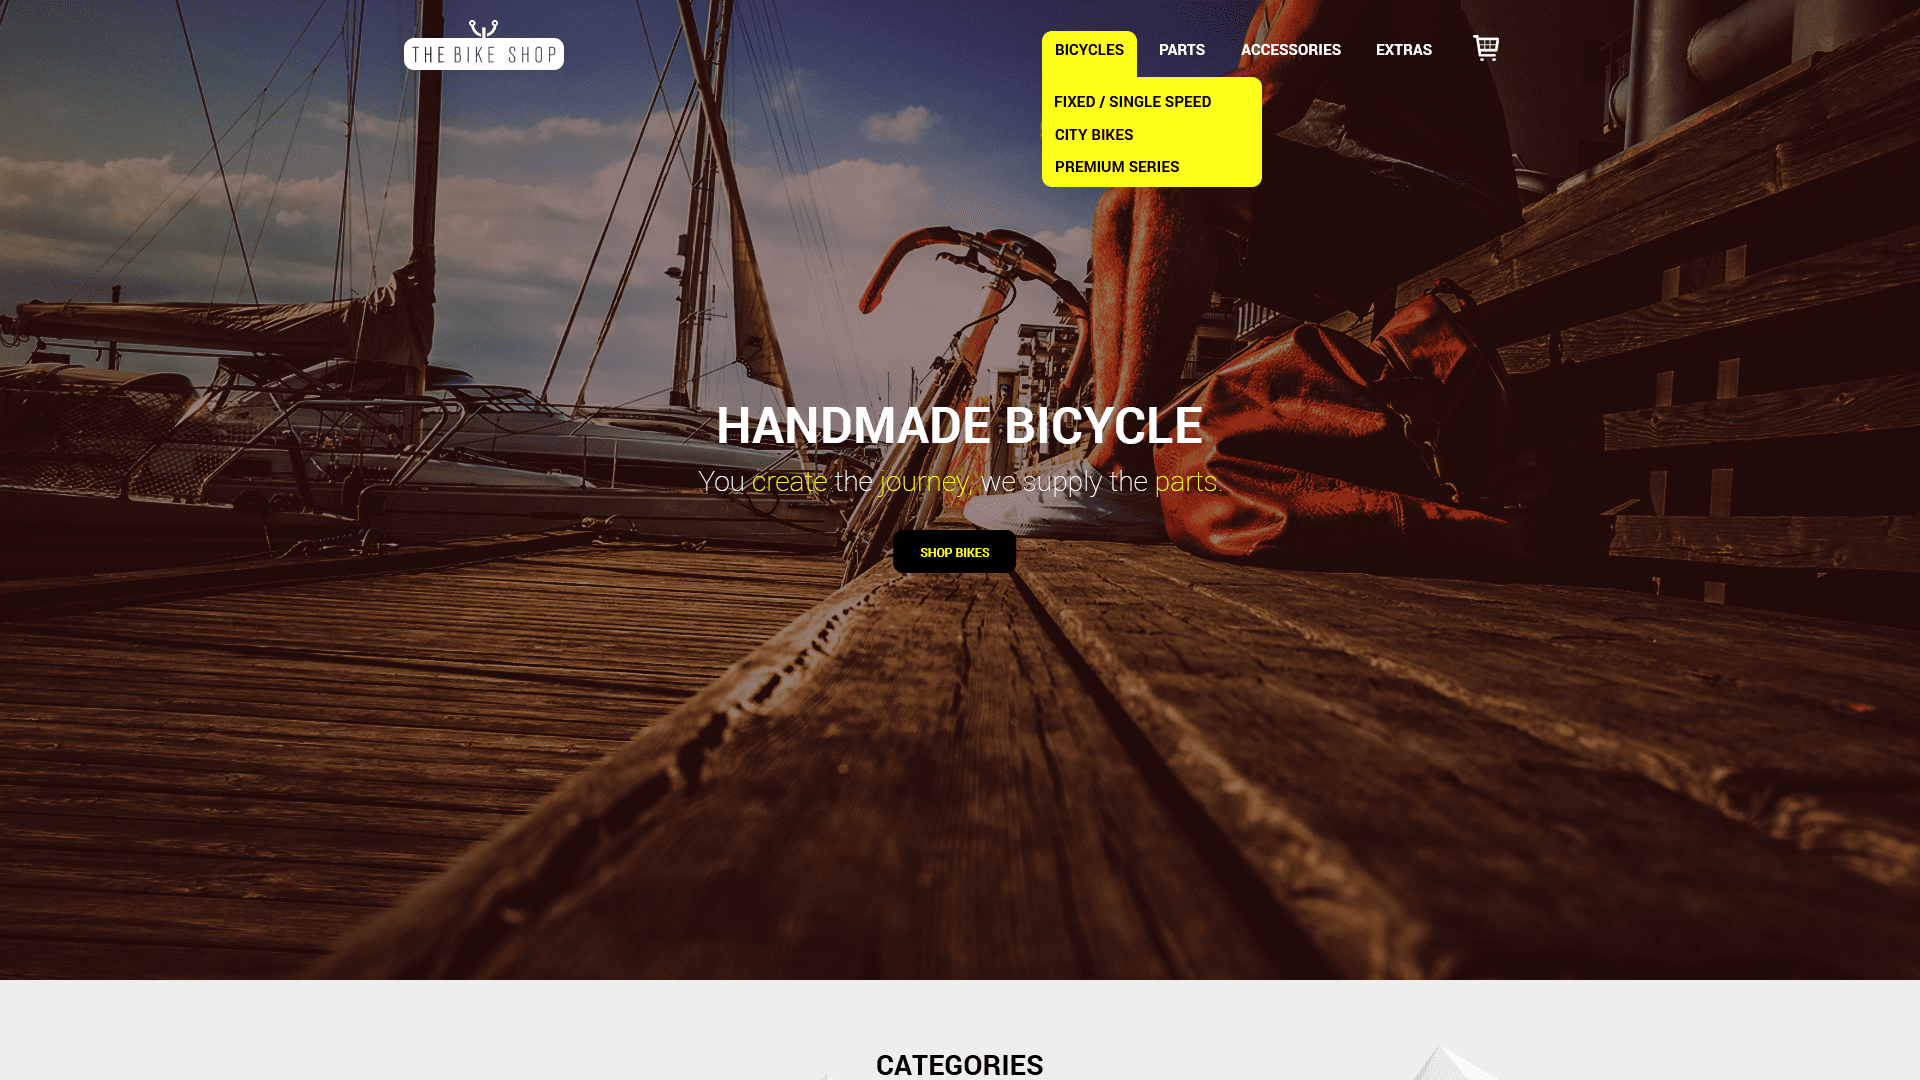 THE BIKE SHOP
BICYCLES
PARTS
ACCESSORIES
EXTRAS
FIXED / SINGLE SPEED
CITY BIKES
PREMIUM SERIES
HANDMADE BICYCLE
You create the journey, we supply the parts.
SHOP BIKES
CATEGORIES